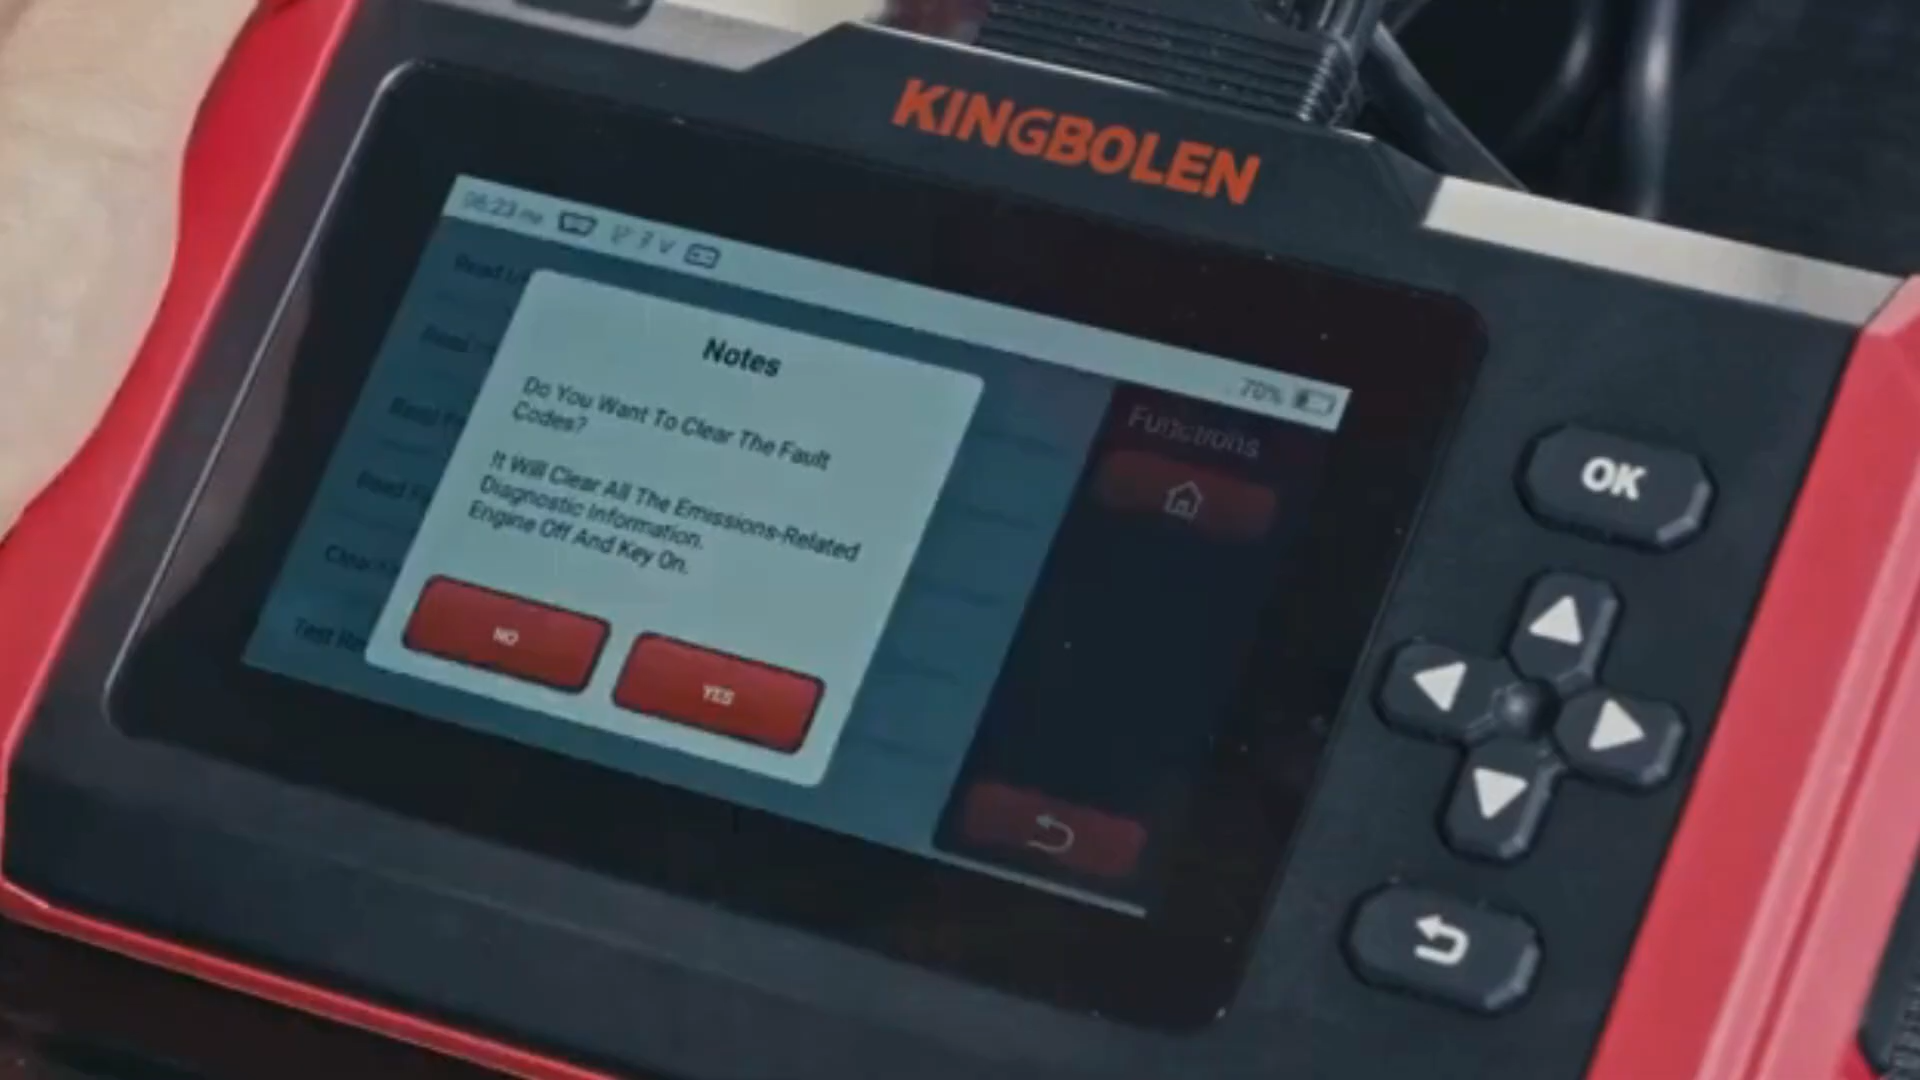 KINGBOLEN
70%
Functions
Notes
Do You Want To Clear The Fault
Codes?
It Will Clear All The Emissions-Related
Diagnostic Information.
Engine Off And Key On.
NO
YES
OK